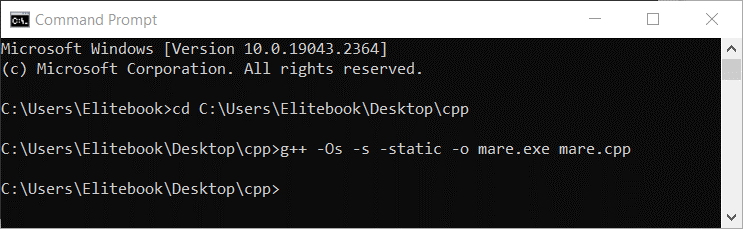 Command Prompt
Microsoft Windows [Version 10.0.19043.2364]
(c) Microsoft Corporation. All rights reserved.
C:\Users\Elitebook>cd C:\Users\Elitebook\Desktop\cpp
C:\Users\Elitebook\Desktop\cpp>g++ -Os -s -static -o mare.exe mare.cpp
C:\Users\Elitebook\Desktop\cpp>